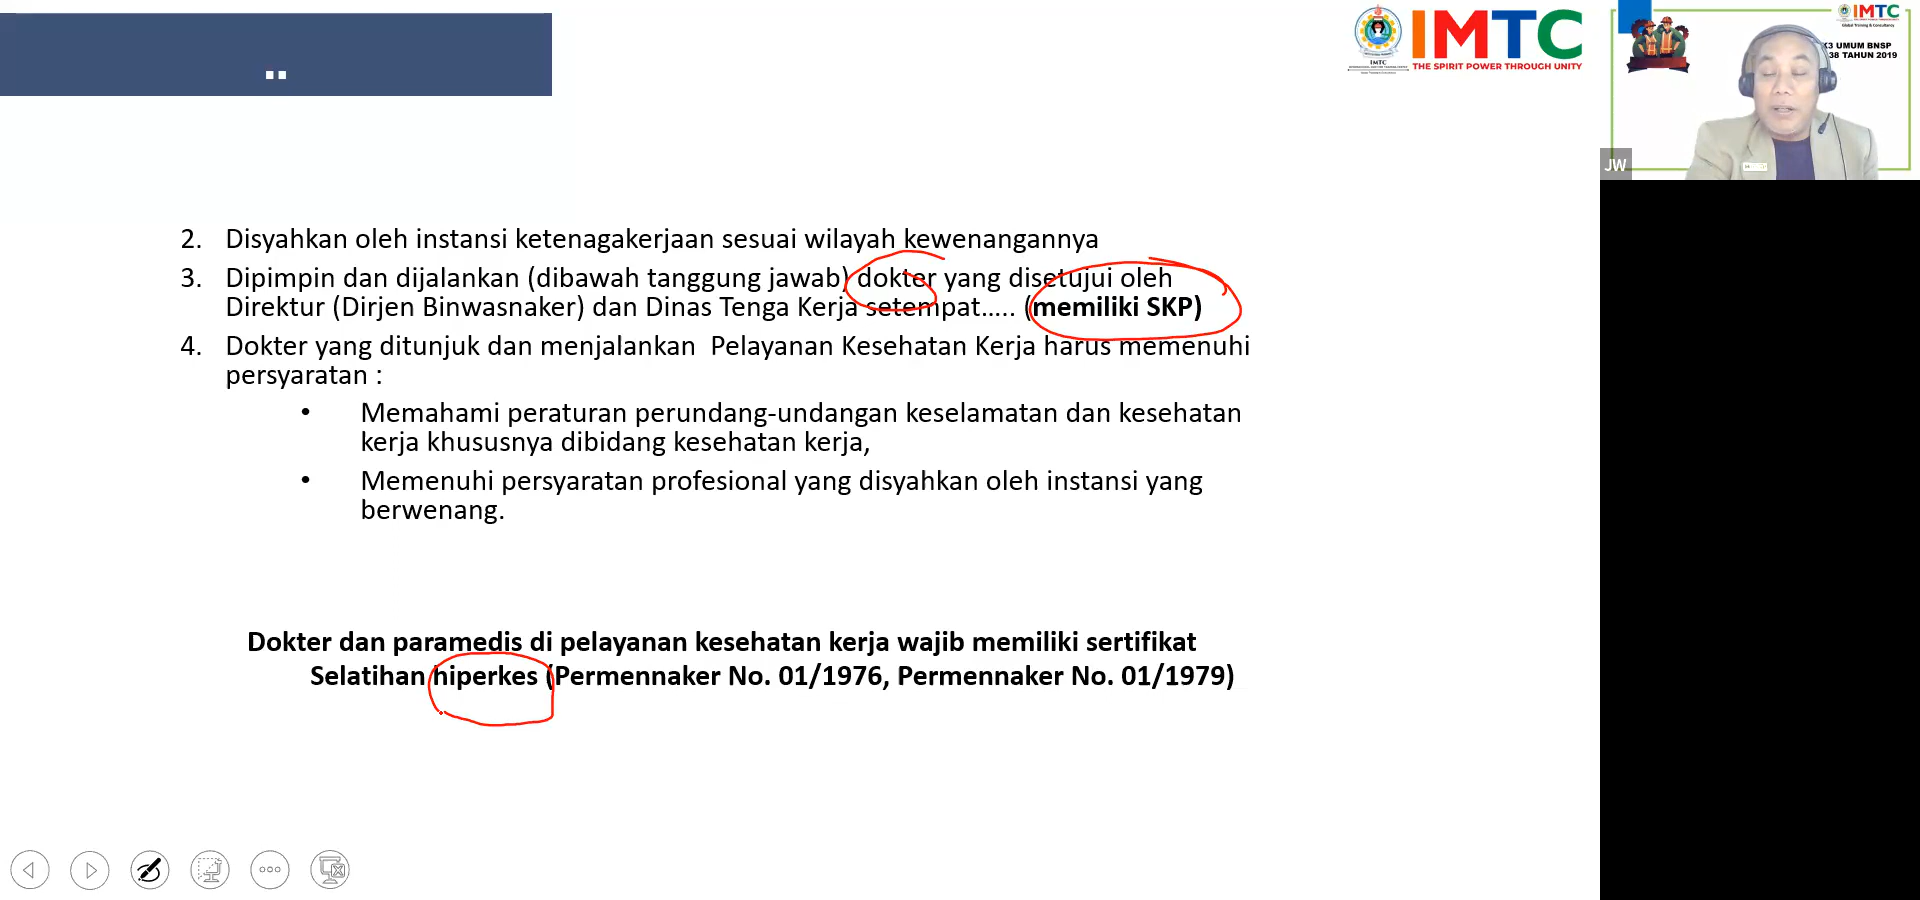 ..
IMTC
IMTC
THE SPIRIT POWER THROUGH UNITY
2. Disyahkan oleh instansi ketenagakerjaan sesuai wilayah kewenangannya
3. Dipimpin dan dijalankan (dibawah tanggung jawab) dokter yang disetujui oleh
Direktur (Dirjen Binwasnaker) dan Dinas Tenga Kerja setempat….. (memiliki SKP)
4. Dokter yang ditunjuk dan menjalankan Pelayanan Kesehatan Kerja harus memenuhi
persyaratan :
• Memahami peraturan perundang-undangan keselamatan dan kesehatan
kerja khususnya dibidang kesehatan kerja,
• Memenuhi persyaratan profesional yang disyahkan oleh instansi yang
berwenang.
Dokter dan paramedis di pelayanan kesehatan kerja wajib memiliki sertifikat
Selatihan hiperkes (Permennaker No. 01/1976, Permennaker No. 01/1979)
IMTC
Global Training & Consultancy
K3 UMUM BNSP
38 TAHUN 2019
JW